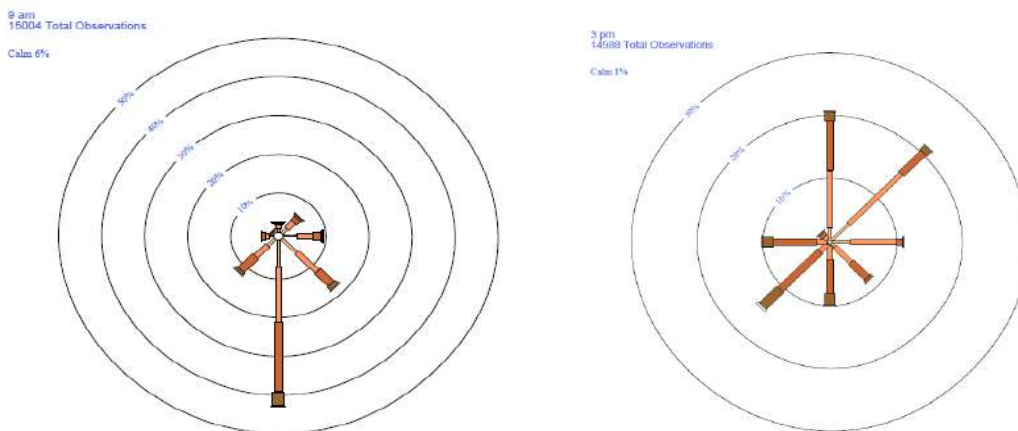 9 am
15004 Total Observations
Calm 6%
50%
40%
30%
20%
10%
3 pm
14988 Total Observations
Calm 1%
30%
20%
10%